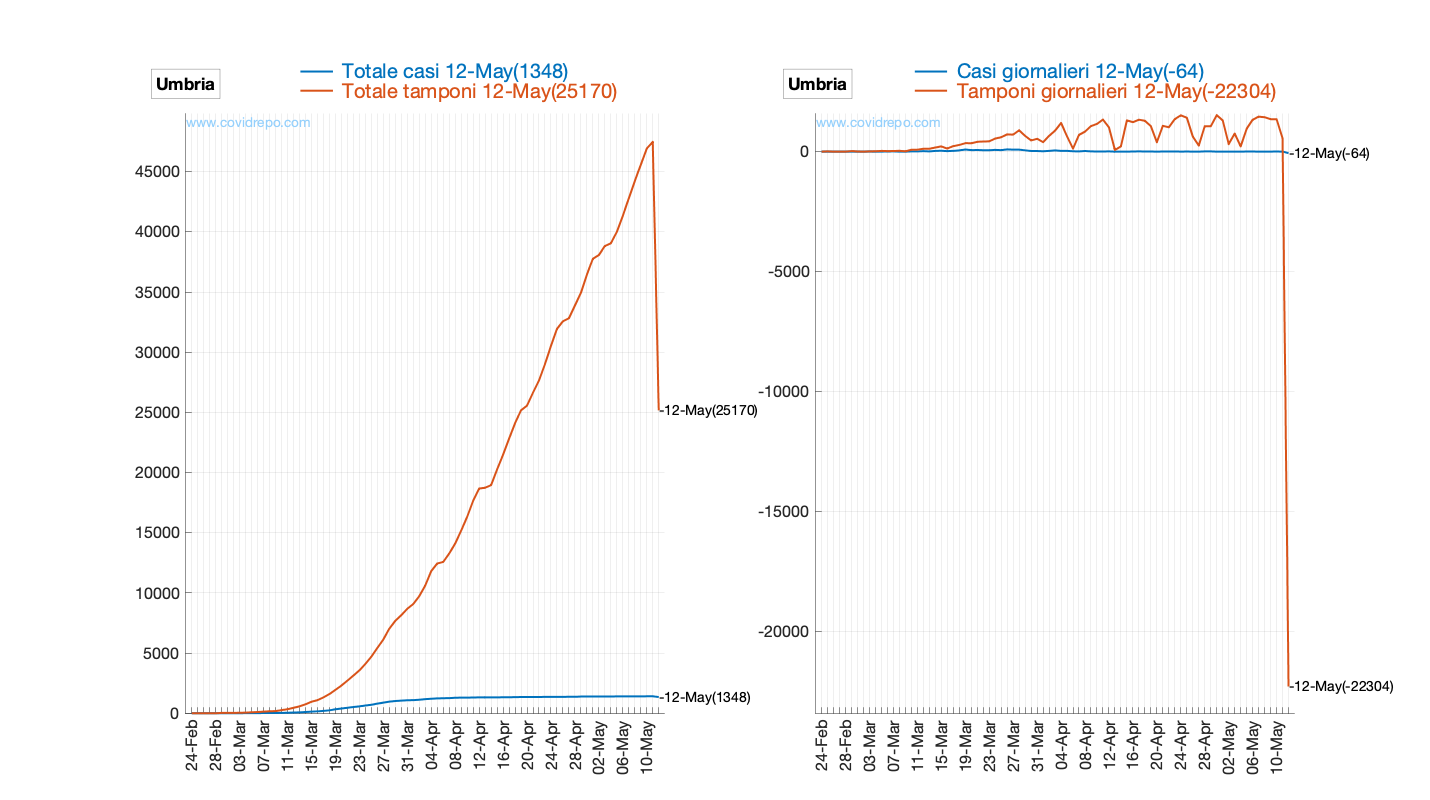 Umbria
Totale casi 12-May(1348)
Totale tamponi 12-May(25170)
www.covidrepo.com
45000
40000
35000
30000
25000
20000
15000
10000
5000
0
-12-May(25170)
-12-May(1348)
24-Feb
28-Feb
03-Mar
07-Mar
11-Mar
15-Mar
19-Mar
23-Mar
27-Mar
31-Mar
04-Apr
08-Apr
12-Apr
16-Apr
20-Apr
24-Apr
28-Apr
02-May
06-May
10-May
Umbria
Casi giornalieri 12-May(-64)
Tamponi giornalieri 12-May(-22304)
www.covidrepo.com
0
-5000
-10000
-15000
-20000
-12-May(-64)
-12-May(-22304)
24-Feb
28-Feb
03-Mar
07-Mar
11-Mar
15-Mar
19-Mar
23-Mar
27-Mar
31-Mar
04-Apr
08-Apr
12-Apr
16-Apr
20-Apr
24-Apr
28-Apr
02-May
06-May
10-May